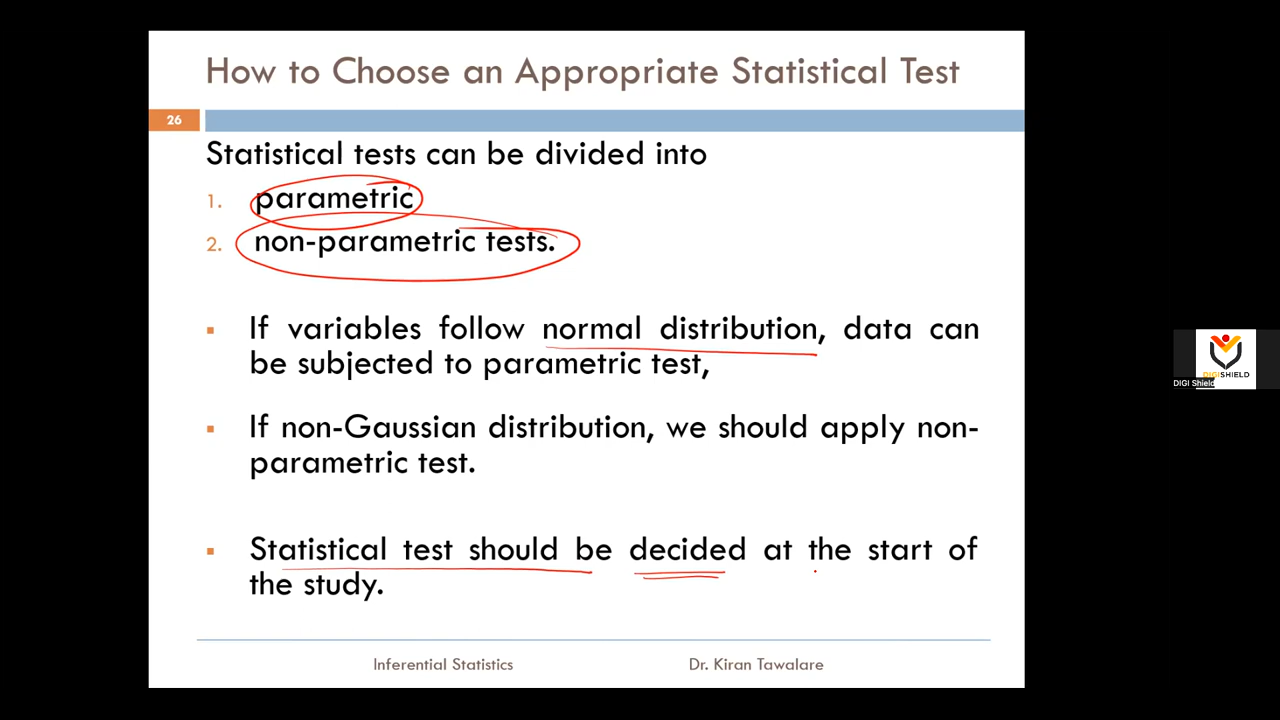 How to Choose an Appropriate Statistical Test
26
Statistical tests can be divided into
1. parametric
2. non-parametric tests.
▪ If variables follow normal distribution, data can
be subjected to parametric test,
▪ If non-Gaussian distribution, we should apply non-
parametric test.
▪ Statistical test should be decided at the start of
the study.
Inferential Statistics
Dr. Kiran Tawalare
DIGISHIELD
DIGI Shield